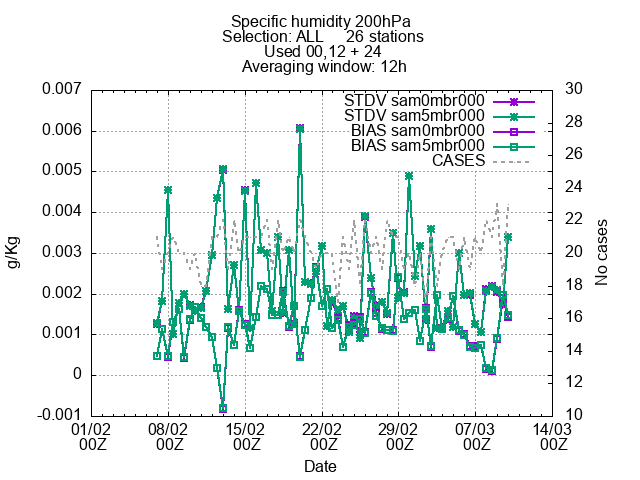 Specific humidity 200hPa
Selection: ALL 26 stations
Used 00,12 + 24
Averaging window: 12h
STDV sam0mbr000
STDV sam5mbr000
BIAS sam0mbr000
BIAS sam5mbr000
CASES
0.007
0.006
0.005
0.004
0.003
0.002
0.001
0
-0.001
g/Kg
30
28
26
24
22
20
18
16
14
12
10
No cases
01/02 08/02 15/02 22/02 29/02 07/03 14/03
00Z 00Z 00Z 00Z 00Z 00Z 00Z
Date